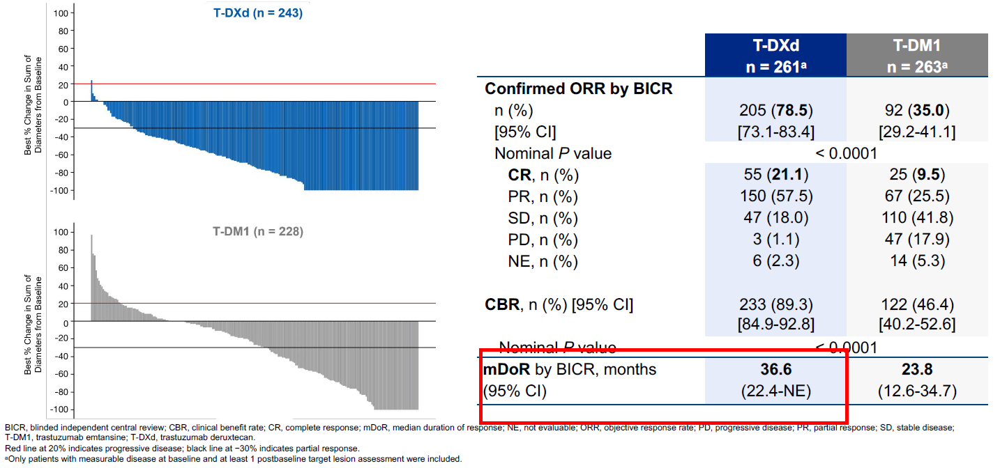 T-DXd (n = 243)
Best % Change in Sum of
Diameters from Baseline
100
80
60
40
20
0
-20
-40
-60
-80
-100
T-DM1 (n = 228)
Best % Change in Sum of
Diameters from Baseline
100
80
60
40
20
0
-20
-40
-60
-80
-100
T-DXd T-DM1
n = 261a n = 263a
Confirmed ORR by BICR
n (%) 205 (78.5) 92 (35.0)
[95% CI] [73.1-83.4] [29.2-41.1]
Nominal P value < 0.0001
CR, n (%) 55 (21.1) 25 (9.5)
PR, n (%) 150 (57.5) 67 (25.5)
SD, n (%) 47 (18.0) 110 (41.8)
PD, n (%) 3 (1.1) 47 (17.9)
NE, n (%) 6 (2.3) 14 (5.3)
CBR, n (%) [95% CI] 233 (89.3) 122 (46.4)
[84.9-92.8] [40.2-52.6]
Nominal P value < 0.0001
mDoR by BICR, months 36.6 23.8
(95% CI) (22.4-NE) (12.6-34.7)
BICR, blinded independent central review; CBR, clinical benefit rate; CR, complete response; mDoR, median duration of response; NE, not evaluable; ORR, objective response rate; PD, progressive disease; PR, partial response; SD, stable disease;
T-DM1, trastuzumab emtansine; T-DXd, trastuzumab deruxtecan.
Red line at 20% indicates progressive disease; black line at −30% indicates partial response.
aOnly patients with measurable disease at baseline and at least 1 postbaseline target lesion assessment were included.